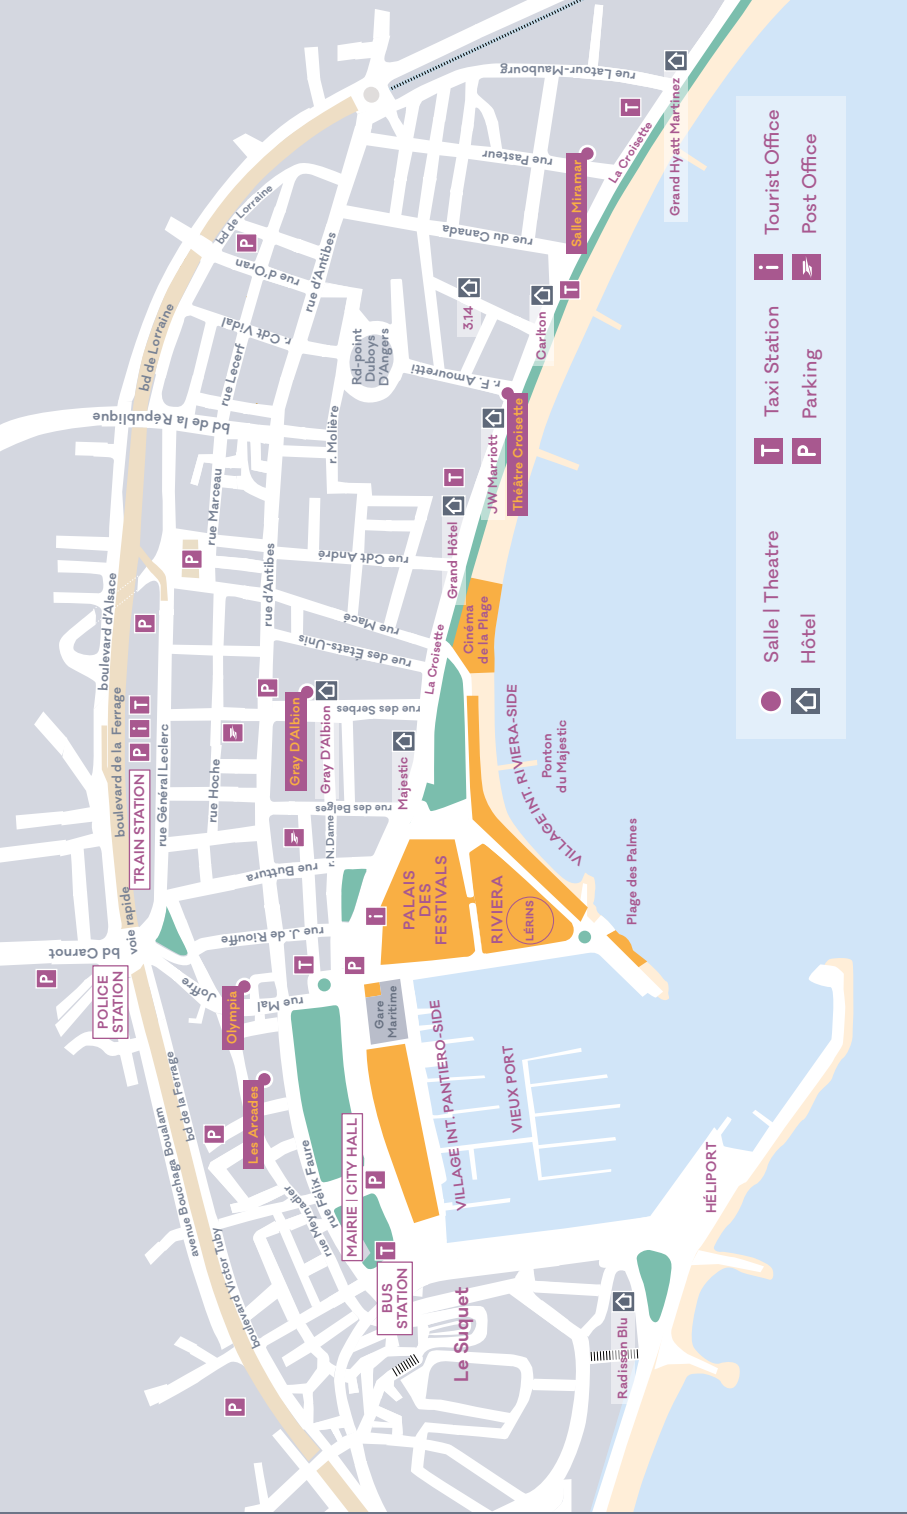 bd Carnot
voie rapide
POLICE
STATION
TRAIN STATION
P
i
T
boulevard de la Ferrage
boulevard d'Alsace
bd de la République
bd de Lorraine
bd de Lorraine
rue d'Oran
r. Cdt Vidal
rue Lecerf
rue d'Antibes
rue Latour-Maubourg
rue Pasteur
rue du Canada
La Croisette
Grand Hyatt Martinez
Salle Miramar
3.14
Carlton
r. F. Amouretti
Rd-point
Duboys
D'Angers
r. Molière
JW Marriott
Théâtre Croisette
Grand Hôtel
rue Marceau
rue Cdt André
rue d'Antibes
rue Macé
rue des États-Unis
La Croisette
Cinéma
de la Plage
rue Général Leclerc
rue Hoche
Gray D'Albion
Gray D'Albion
rue des Serbes
rue des Belges
r. N. Dame
Majestic
rue Buttura
rue J. de Riouffe
rue Mal
Joffre
Olympia
Les Arcades
avenue Bouchaga Boualam
bd de la Ferrage
boulevard Victor Tuby
rue Meynadier
rue Félix Faure
MAIRIE | CITY HALL
BUS
STATION
Le Suquet
PALAIS
DES
FESTIVALS
RIVIERA
LÉRINS
Gare
Maritime
VILLAGE INT. RIVIERA-SIDE
Ponton
du Majestic
Plage des Palmes
VILLAGE INT. PANTIERO-SIDE
VIEUX PORT
HÉLIPORT
Radisson Blu
P
P
P
P
P
P
P
P
P
T
T
T
T
T
i
Salle | Theatre
T Taxi Station
i Tourist Office
Hôtel
P Parking
Post Office